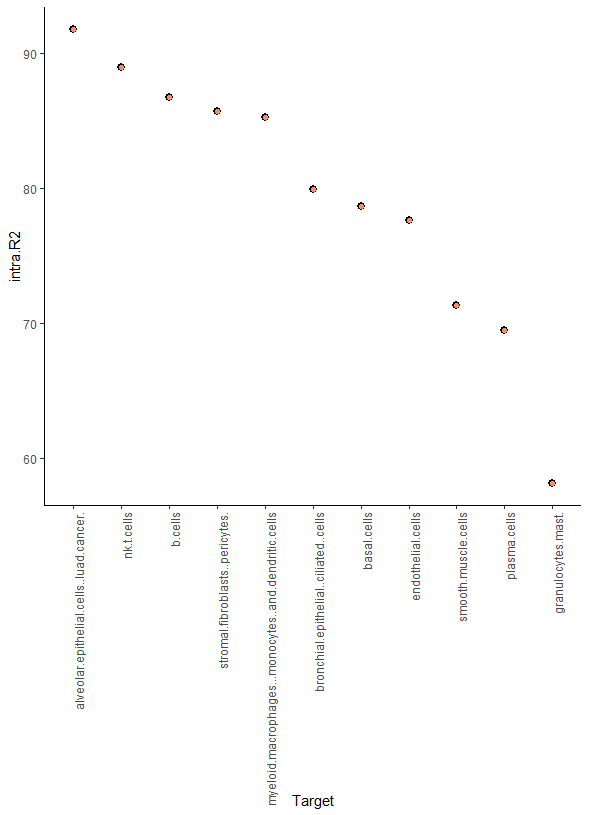 intra.R2
90
80
70
60
alveolar.epithelial.cells..luad.cancer.
nk.t.cells
b.cells
stromal.fibroblasts..pericytes.
myeloid.macrophages...monocytes..and.dendritic.cells
bronchial.epithelial..ciliated..cells
basal.cells
endothelial.cells
smooth.muscle.cells
plasma.cells
granulocytes.mast.
Target